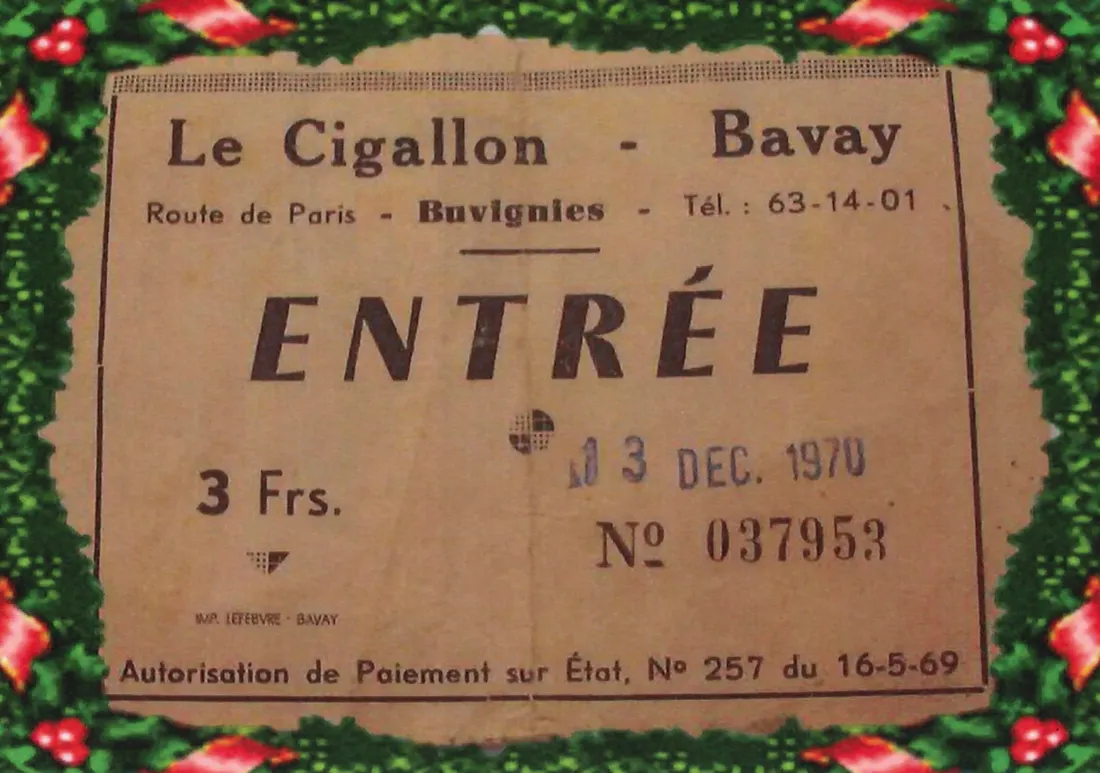 Le Cigallon - Bavay
Route de Paris - Buvignies - Tél. : 63-14-01
ENTRÉE
13 DEC. 1970
3 Frs.
Nº 037953
IMP. LEFEBVRE - BAVAY
Autorisation de Paiement sur État, Nº 257 du 16-5-69